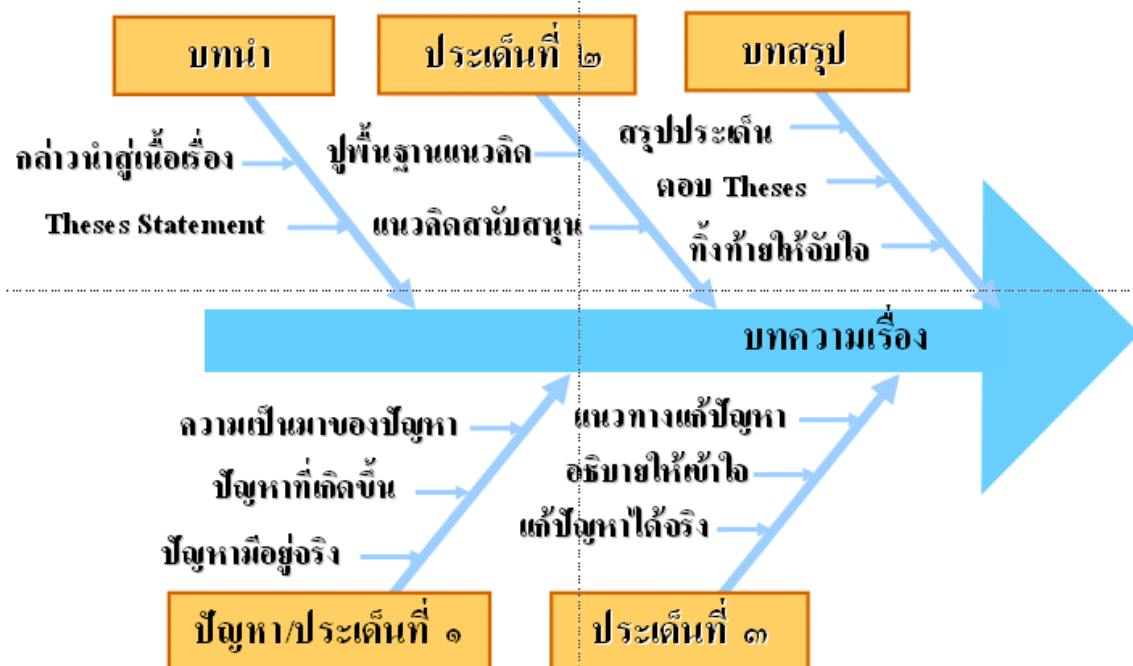 บทนำ
ประเด็นที่ ๒
บทสรุป
กล่าวนำสู่เนื้อเรื่อง
Theses Statement
ปูพื้นฐานแนวคิด
แนวคิดสนับสนุน
สรุปประเด็น
ตอบ Theses
ทิ้งท้ายให้จับใจ
บทความเรื่อง
ความเป็นมาของปัญหา
ปัญหาที่เกิดขึ้น
ปัญหามีอยู่จริง
แนวทางแก้ปัญหา
อธิบายให้เข้าใจ
แก้ปัญหาได้จริง
ปัญหา/ประเด็นที่ ๑
ประเด็นที่ ๓